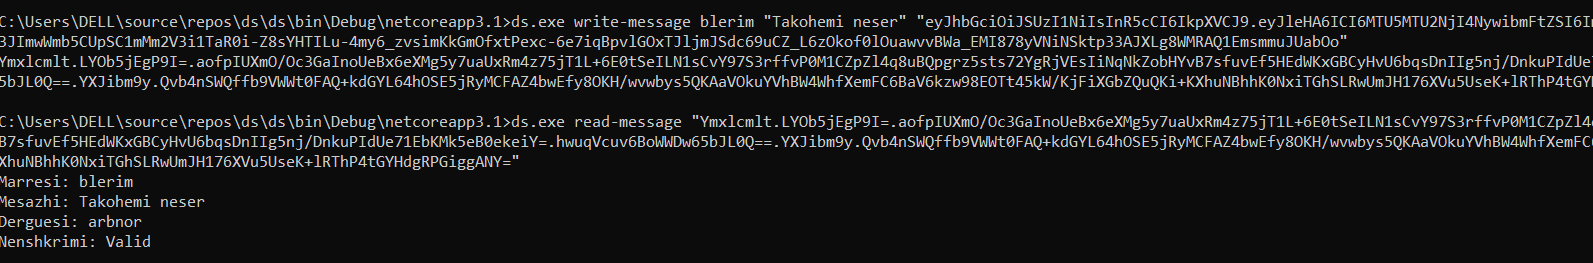 C:\Users\DELL\source\repos\ds\ds\bin\Debug\netcoreapp3.1>ds.exe write-message blerim "Takohemi neser" "eyJhbGciOiJSUzI1NiIsInR5cCI6IkpXVCJ9.eyJleHA6ICI6MTU5MTU2NjI4NywibmFtZSI6I
3JImwWmb5CUpSC1mMm2V3i1TaR0i-Z8sYHTILu-4my6_zvsimKkGmOfxtPexc-6e7iqBpvlGOxTJljmJSdc69uCZ_L6zOkof0lOuawvvBWa_EMI878yVNiNSktp33AJXLg8WMRAQ1EmsmmuJUabOo"
Ymxlcmlt.LYOb5jEgP9I=.aofpIUXmO/Oc3GaInoUeBx6eXMg5y7uaUxRm4z75jT1L+6E0tSeILN1sCvY97S3rffvP0M1CZpZl4q8uBQpgrz5sts72YgRjVEsIiNqNkZobHYvB7sfuvEf5HEdWKxGBCyHvU6bqsDnIIg5nj/DnkuPIdUe
5bJL0Q==.YXJibm9y.Qvb4nSWQffb9VWWt0FAQ+kdGYL64hOSE5jRyMCFAZ4bwEfy8OKH/wvwbys5QKAaVOkuYVhBW4WhfXemFC6BaV6kzw98EOTt45kW/KjFiXGbZQuQKi+KXhuNBhhK0NxiTGhSLRwUmJH176XVu5UseK+lRThP4tGY
C:\Users\DELL\source\repos\ds\ds\bin\Debug\netcoreapp3.1>ds.exe read-message "Ymxlcmlt.LYOb5jEgP9I=.aofpIUXmO/Oc3GaInoUeBx6eXMg5y7uaUxRm4z75jT1L+6E0tSeILN1sCvY97S3rffvP0M1CZpZl4
B7sfuvEf5HEdWKxGBCyHvU6bqsDnIIg5nj/DnkuPIdUe71EbKMk5eB0ekeiY=.hwuqVcuv6BoWWDw65bJL0Q==.YXJibm9y.Qvb4nSWQffb9VWWt0FAQ+kdGYL64hOSE5jRyMCFAZ4bwEfy8OKH/wvwbys5QKAaVOkuYVhBW4WhfXemFC
XhuNBhhK0NxiTGhSLRwUmJH176XVu5UseK+lRThP4tGYHdgRPGiggANY="
Marresi: blerim
Mesazhi: Takohemi neser
Derguesi: arbnor
Nenshkrimi: Valid